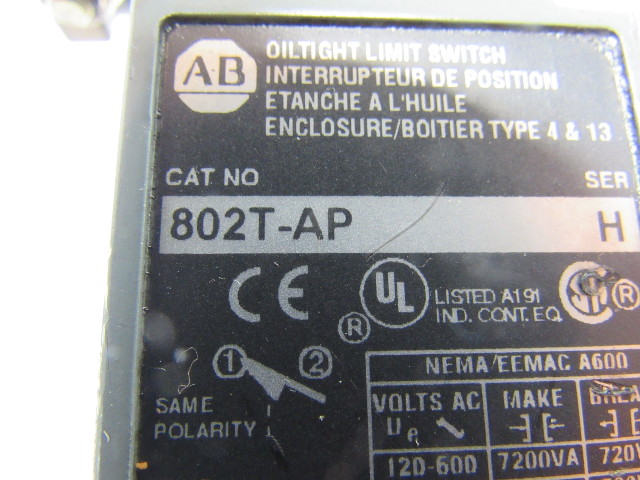 AB OILTIGHT LIMIT SWITCH
INTERRUPTEUR DE POSITION
ETANCHE A L'HUILE
ENCLOSURE/BOITIER TYPE 4 & 13
CAT NO SER
802T-AP H
CE UL ® LISTED A191
IND. CONT. EQ. ®
1 2
SAME
POLARITY
NEMA/EEMAC A600
VOLTS AC MAKE
Ue
120-600 7200VA 720